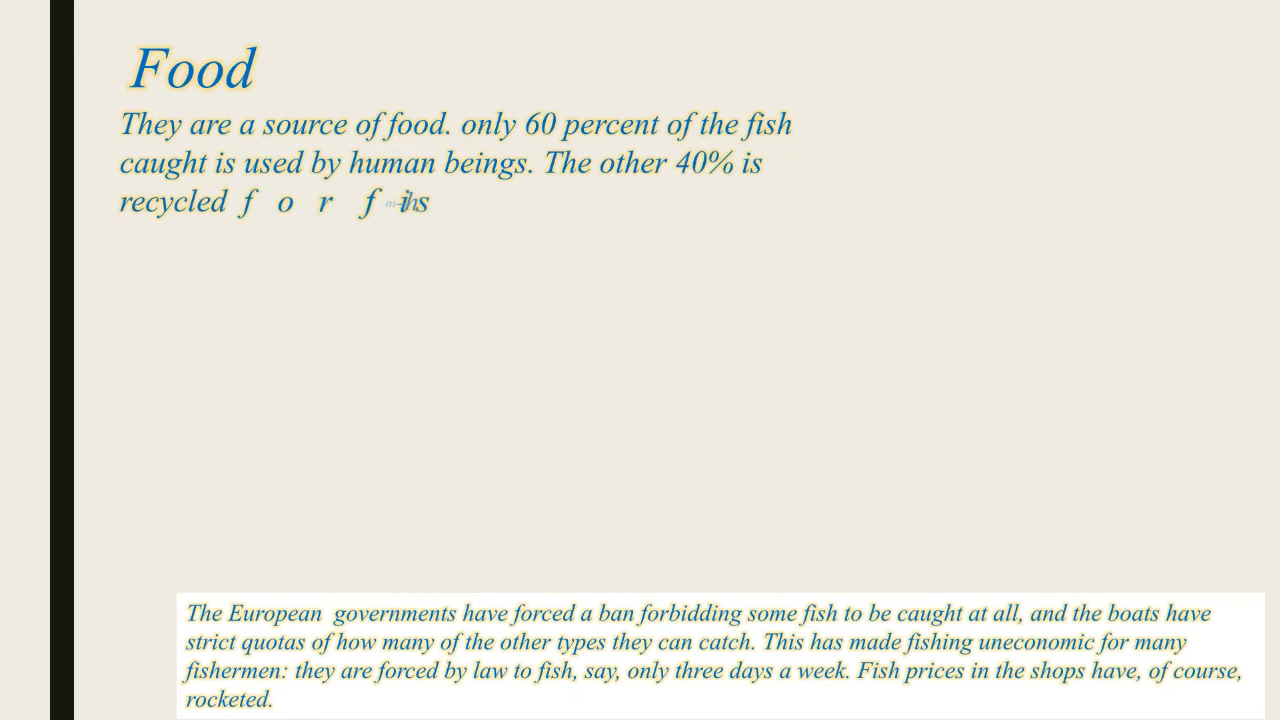 Food
They are a source of food. only 60 percent of the fish
caught is used by human beings. The other 40% is
recycled f o r
The European governments have forced a ban forbidding some fish to be caught at all, and the boats have
strict quotas of how many of the other types they can catch. This has made fishing uneconomic for many
fishermen: they are forced by law to fish, say, only three days a week. Fish prices in the shops have, of course,
rocketed.